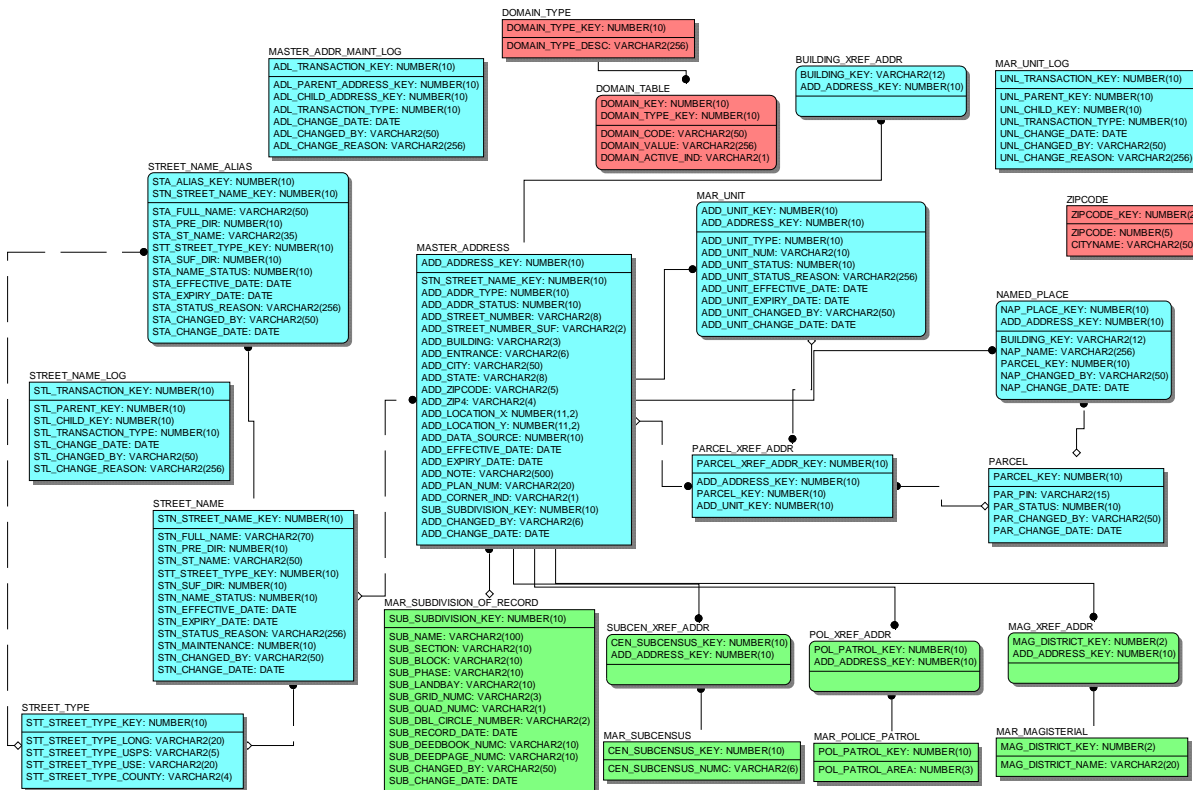 DOMAIN_TYPE
DOMAIN_TYPE_KEY: NUMBER(10)
DOMAIN_TYPE_DESC: VARCHAR2(256)
MASTER_ADDR_MAINT_LOG
ADL_TRANSACTION_KEY: NUMBER(10)
ADL_PARENT_ADDRESS_KEY: NUMBER(10)
ADL_CHILD_ADDRESS_KEY: NUMBER(10)
ADL_TRANSACTION_TYPE: NUMBER(10)
ADL_CHANGE_DATE: DATE
ADL_CHANGED_BY: VARCHAR2(50)
ADL_CHANGE_REASON: VARCHAR2(256)
DOMAIN_TABLE
DOMAIN_KEY: NUMBER(10)
DOMAIN_TYPE_KEY: NUMBER(10)
DOMAIN_CODE: VARCHAR2(50)
DOMAIN_VALUE: VARCHAR2(256)
DOMAIN_ACTIVE_IND: VARCHAR2(1)
BUILDING_XREF_ADDR
BUILDING_KEY: VARCHAR2(12)
ADD_ADDRESS_KEY: NUMBER(10)
MAR_UNIT_LOG
UNL_TRANSACTION_KEY: NUMBER(10)
UNL_PARENT_KEY: NUMBER(10)
UNL_CHILD_KEY: NUMBER(10)
UNL_TRANSACTION_TYPE: NUMBER(10)
UNL_CHANGE_DATE: DATE
UNL_CHANGED_BY: VARCHAR2(50)
UNL_CHANGE_REASON: VARCHAR2(256)
STREET_NAME_ALIAS
STA_ALIAS_KEY: NUMBER(10)
STN_STREET_NAME_KEY: NUMBER(10)
STA_FULL_NAME: VARCHAR2(50)
STA_PRE_DIR: NUMBER(10)
STA_ST_NAME: VARCHAR2(35)
STT_STREET_TYPE_KEY: NUMBER(10)
STA_SUF_DIR: NUMBER(10)
STA_NAME_STATUS: NUMBER(10)
STA_EFFECTIVE_DATE: DATE
STA_EXPIRY_DATE: DATE
STA_STATUS_REASON: VARCHAR2(256)
STA_CHANGED_BY: VARCHAR2(50)
STA_CHANGE_DATE: DATE
MAR_UNIT
ADD_UNIT_KEY: NUMBER(10)
ADD_ADDRESS_KEY: NUMBER(10)
ADD_UNIT_TYPE: NUMBER(10)
ADD_UNIT_NUM: VARCHAR2(10)
ADD_UNIT_STATUS: NUMBER(10)
ADD_UNIT_STATUS_REASON: VARCHAR2(256)
ADD_UNIT_EFFECTIVE_DATE: DATE
ADD_UNIT_EXPIRY_DATE: DATE
ADD_UNIT_CHANGED_BY: VARCHAR2(50)
ADD_UNIT_CHANGE_DATE: DATE
ZIPCODE
ZIPCODE_KEY: NUMBER(2
ZIPCODE: NUMBER(5)
CITYNAME: VARCHAR2(50
MASTER_ADDRESS
ADD_ADDRESS_KEY: NUMBER(10)
STN_STREET_NAME_KEY: NUMBER(10)
ADD_ADDR_TYPE: NUMBER(10)
ADD_ADDR_STATUS: NUMBER(10)
ADD_STREET_NUMBER: VARCHAR2(8)
ADD_STREET_NUMBER_SUF: VARCHAR2(2)
ADD_BUILDING: VARCHAR2(3)
ADD_ENTRANCE: VARCHAR2(6)
ADD_CITY: VARCHAR2(50)
ADD_STATE: VARCHAR2(8)
ADD_ZIPCODE: VARCHAR2(5)
ADD_ZIP4: VARCHAR2(4)
ADD_LOCATION_X: NUMBER(11,2)
ADD_LOCATION_Y: NUMBER(11,2)
ADD_DATA_SOURCE: NUMBER(10)
ADD_EFFECTIVE_DATE: DATE
ADD_EXPIRY_DATE: DATE
ADD_NOTE: VARCHAR2(500)
ADD_PLAN_NUM: VARCHAR2(20)
ADD_CORNER_IND: VARCHAR2(1)
SUB_SUBDIVISION_KEY: NUMBER(10)
ADD_CHANGED_BY: VARCHAR2(6)
ADD_CHANGE_DATE: DATE
NAMED_PLACE
NAP_PLACE_KEY: NUMBER(10)
ADD_ADDRESS_KEY: NUMBER(10)
BUILDING_KEY: VARCHAR2(12)
NAP_NAME: VARCHAR2(256)
PARCEL_KEY: NUMBER(10)
NAP_CHANGED_BY: VARCHAR2(50)
NAP_CHANGE_DATE: DATE
STREET_NAME_LOG
STL_TRANSACTION_KEY: NUMBER(10)
STL_PARENT_KEY: NUMBER(10)
STL_CHILD_KEY: NUMBER(10)
STL_TRANSACTION_TYPE: NUMBER(10)
STL_CHANGE_DATE: DATE
STL_CHANGED_BY: VARCHAR2(50)
STL_CHANGE_REASON: VARCHAR2(256)
PARCEL_XREF_ADDR
PARCEL_XREF_ADDR_KEY: NUMBER(10)
ADD_ADDRESS_KEY: NUMBER(10)
PARCEL_KEY: NUMBER(10)
ADD_UNIT_KEY: NUMBER(10)
PARCEL
PARCEL_KEY: NUMBER(10)
PAR_PIN: VARCHAR2(15)
PAR_STATUS: NUMBER(10)
PAR_CHANGED_BY: VARCHAR2(50)
PAR_CHANGE_DATE: DATE
STREET_NAME
STN_STREET_NAME_KEY: NUMBER(10)
STN_FULL_NAME: VARCHAR2(70)
STN_PRE_DIR: NUMBER(10)
STN_ST_NAME: VARCHAR2(50)
STT_STREET_TYPE_KEY: NUMBER(10)
STN_SUF_DIR: NUMBER(10)
STN_NAME_STATUS: NUMBER(10)
STN_EFFECTIVE_DATE: DATE
STN_EXPIRY_DATE: DATE
STN_STATUS_REASON: VARCHAR2(256)
STN_MAINTENANCE: NUMBER(10)
STN_CHANGED_BY: VARCHAR2(50)
STN_CHANGE_DATE: DATE
MAR_SUBDIVISION_OF_RECORD
SUB_SUBDIVISION_KEY: NUMBER(10)
SUB_NAME: VARCHAR2(100)
SUB_SECTION: VARCHAR2(10)
SUB_BLOCK: VARCHAR2(10)
SUB_PHASE: VARCHAR2(10)
SUB_LANDBAY: VARCHAR2(10)
SUB_GRID_NUMC: VARCHAR2(3)
SUB_QUAD_NUMC: VARCHAR2(1)
SUB_DBL_CIRCLE_NUMBER: VARCHAR2(2)
SUB_RECORD_DATE: DATE
SUB_DEEDBOOK_NUMC: VARCHAR2(10)
SUB_DEEDPAGE_NUMC: VARCHAR2(10)
SUB_CHANGED_BY: VARCHAR2(50)
SUB_CHANGE_DATE: DATE
SUBCEN_XREF_ADDR
CEN_SUBCENSUS_KEY: NUMBER(10)
ADD_ADDRESS_KEY: NUMBER(10)
POL_XREF_ADDR
POL_PATROL_KEY: NUMBER(10)
ADD_ADDRESS_KEY: NUMBER(10)
MAG_XREF_ADDR
MAG_DISTRICT_KEY: NUMBER(2)
ADD_ADDRESS_KEY: NUMBER(10)
STREET_TYPE
STT_STREET_TYPE_KEY: NUMBER(10)
STT_STREET_TYPE_LONG: VARCHAR2(20)
STT_STREET_TYPE_USPS: VARCHAR2(5)
STT_STREET_TYPE_USE: VARCHAR2(20)
STT_STREET_TYPE_COUNTY: VARCHAR2(4)
MAR_SUBCENSUS
CEN_SUBCENSUS_KEY: NUMBER(10)
CEN_SUBCENSUS_NUMC: VARCHAR2(6)
MAR_POLICE_PATROL
POL_PATROL_KEY: NUMBER(10)
POL_PATROL_AREA: NUMBER(3)
MAR_MAGISTERIAL
MAG_DISTRICT_KEY: NUMBER(2)
MAG_DISTRICT_NAME: VARCHAR2(20)